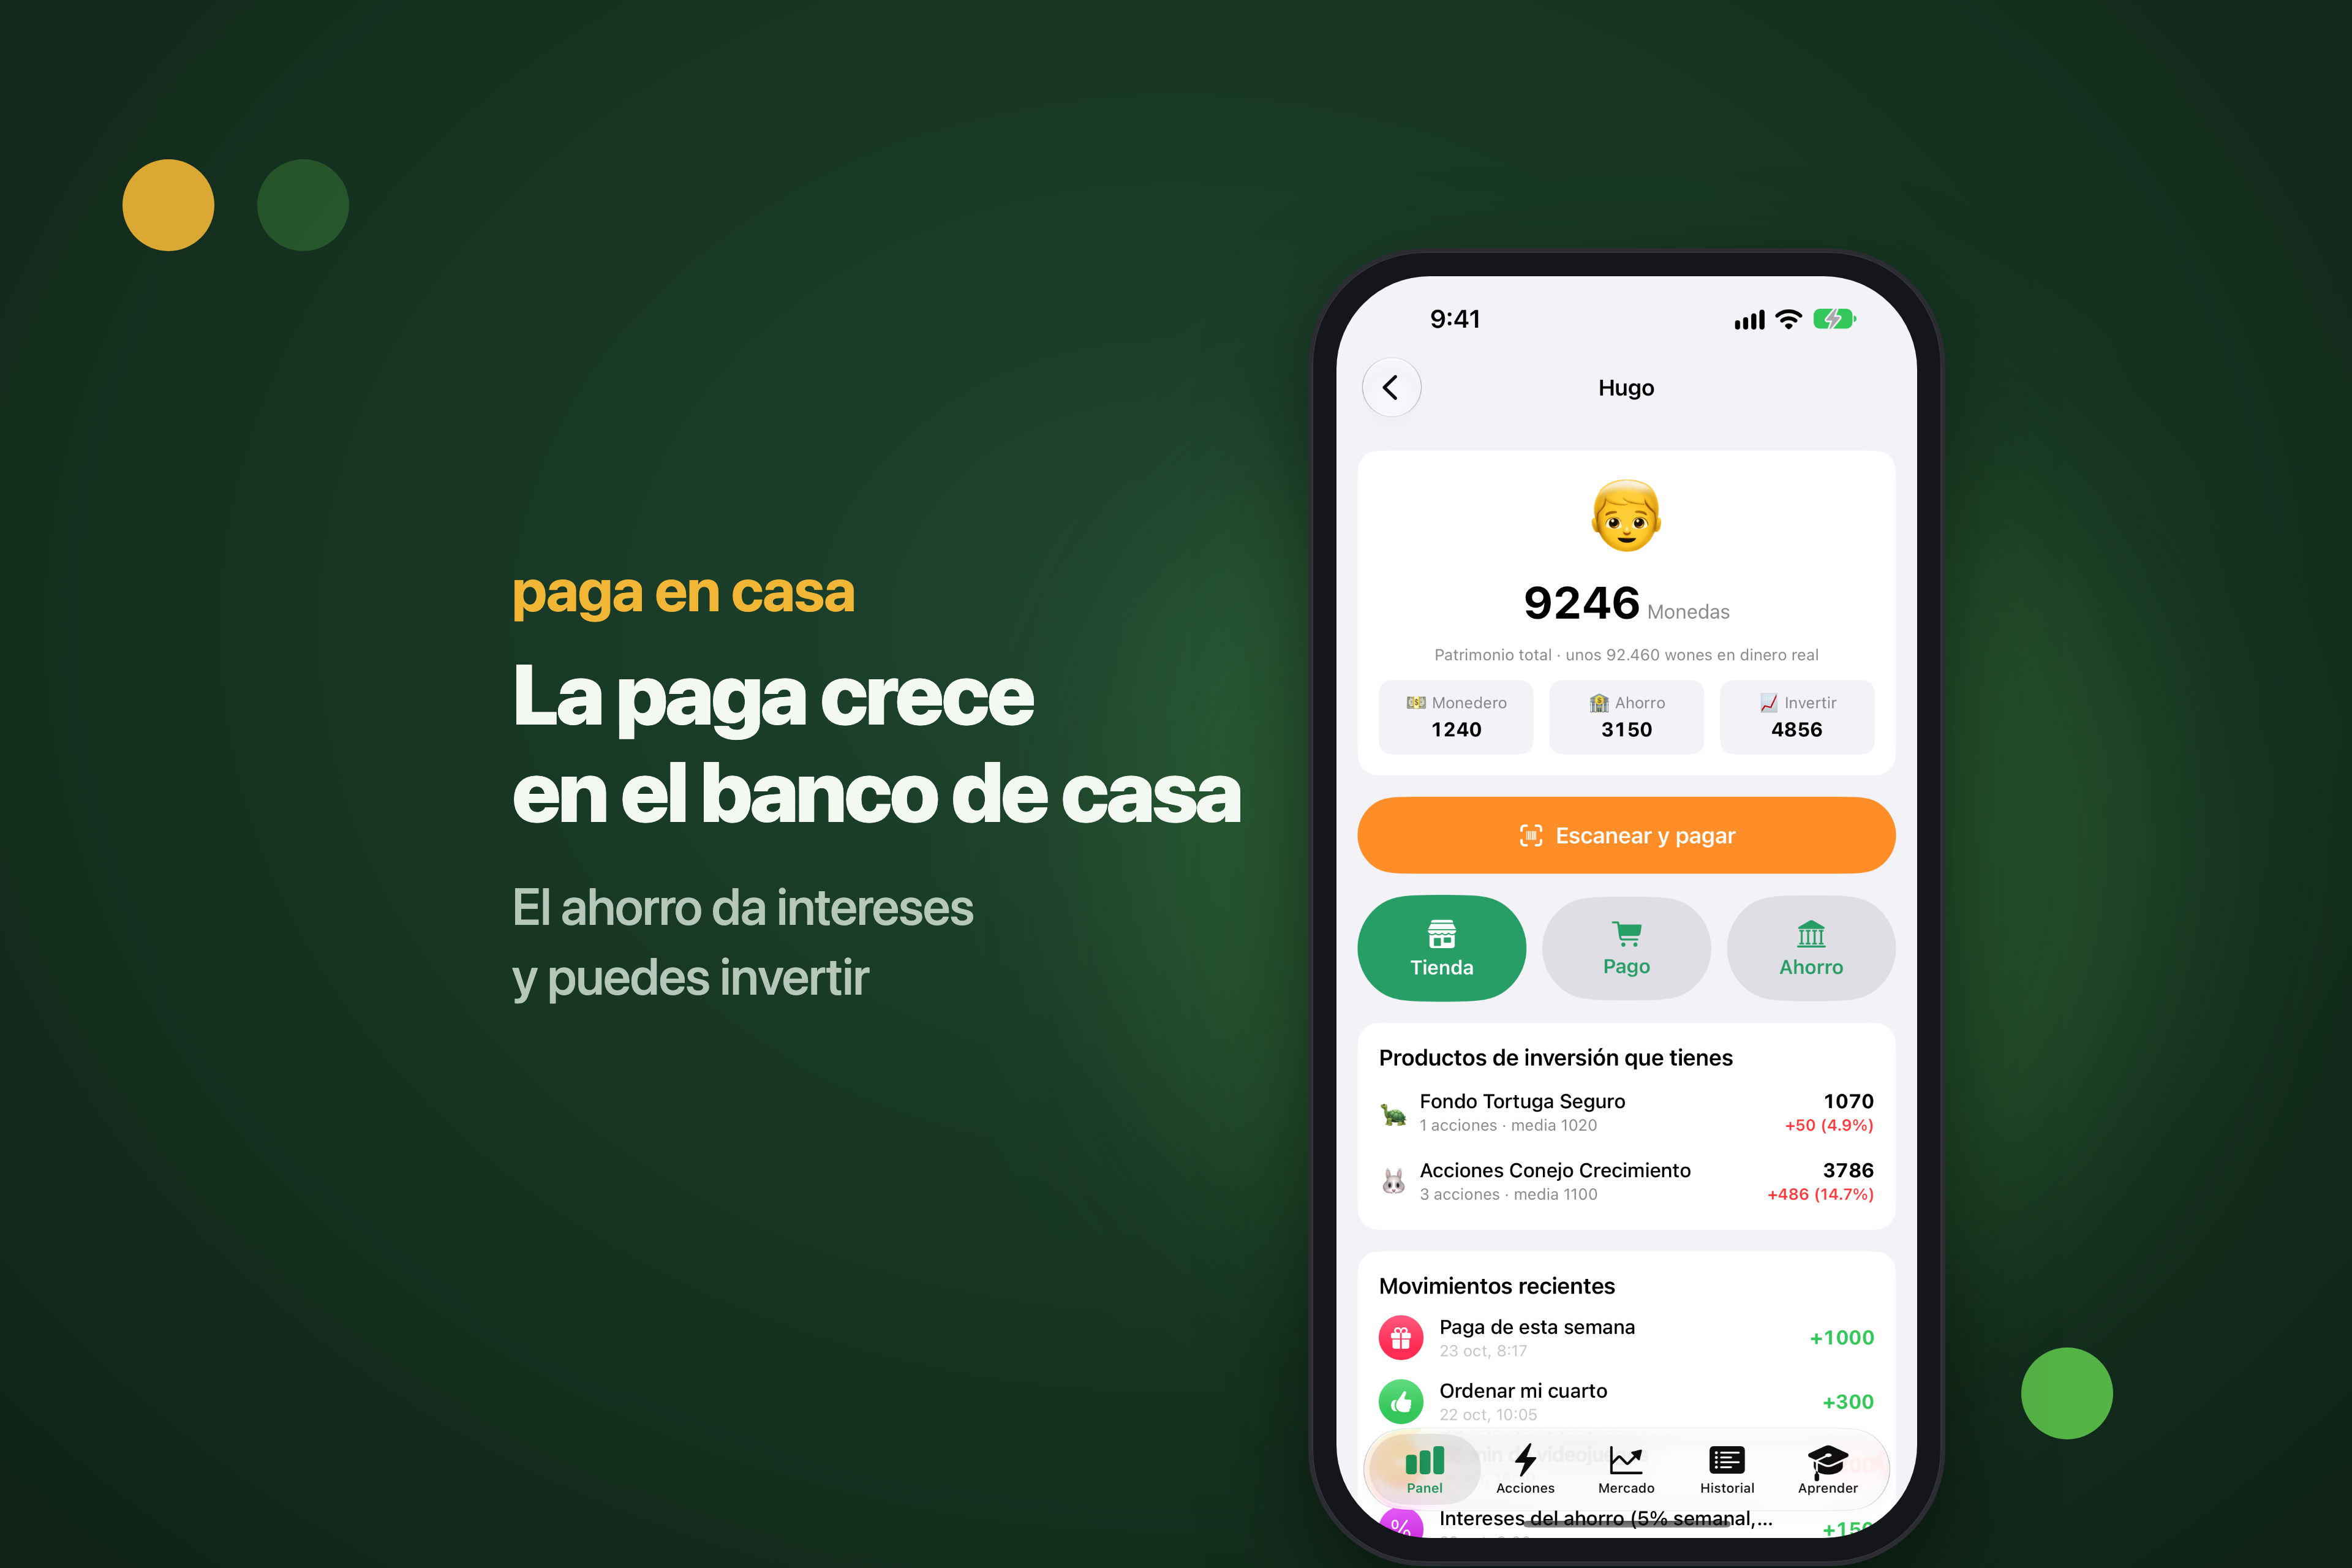 paga en casa
La paga crece
en el banco de casa
El ahorro da intereses
y puedes invertir
9:41
Hugo
9246 Monedas
Patrimonio total · unos 92.460 wones en dinero real
Monedero
1240
Ahorro
3150
Invertir
4856
Escanear y pagar
Tienda
Pago
Ahorro
Productos de inversión que tienes
Fondo Tortuga Seguro
1070
1 acciones · media 1020
+50 (4.9%)
Acciones Conejo Crecimiento
3786
3 acciones · media 1100
+486 (14.7%)
Movimientos recientes
Paga de esta semana
+1000
23 oct, 8:17
Ordenar mi cuarto
+300
22 oct, 10:05
min de videojue
Panel
Acciones
Mercado
Historial
Aprender
Intereses del ahorro (5% semanal,...
+150